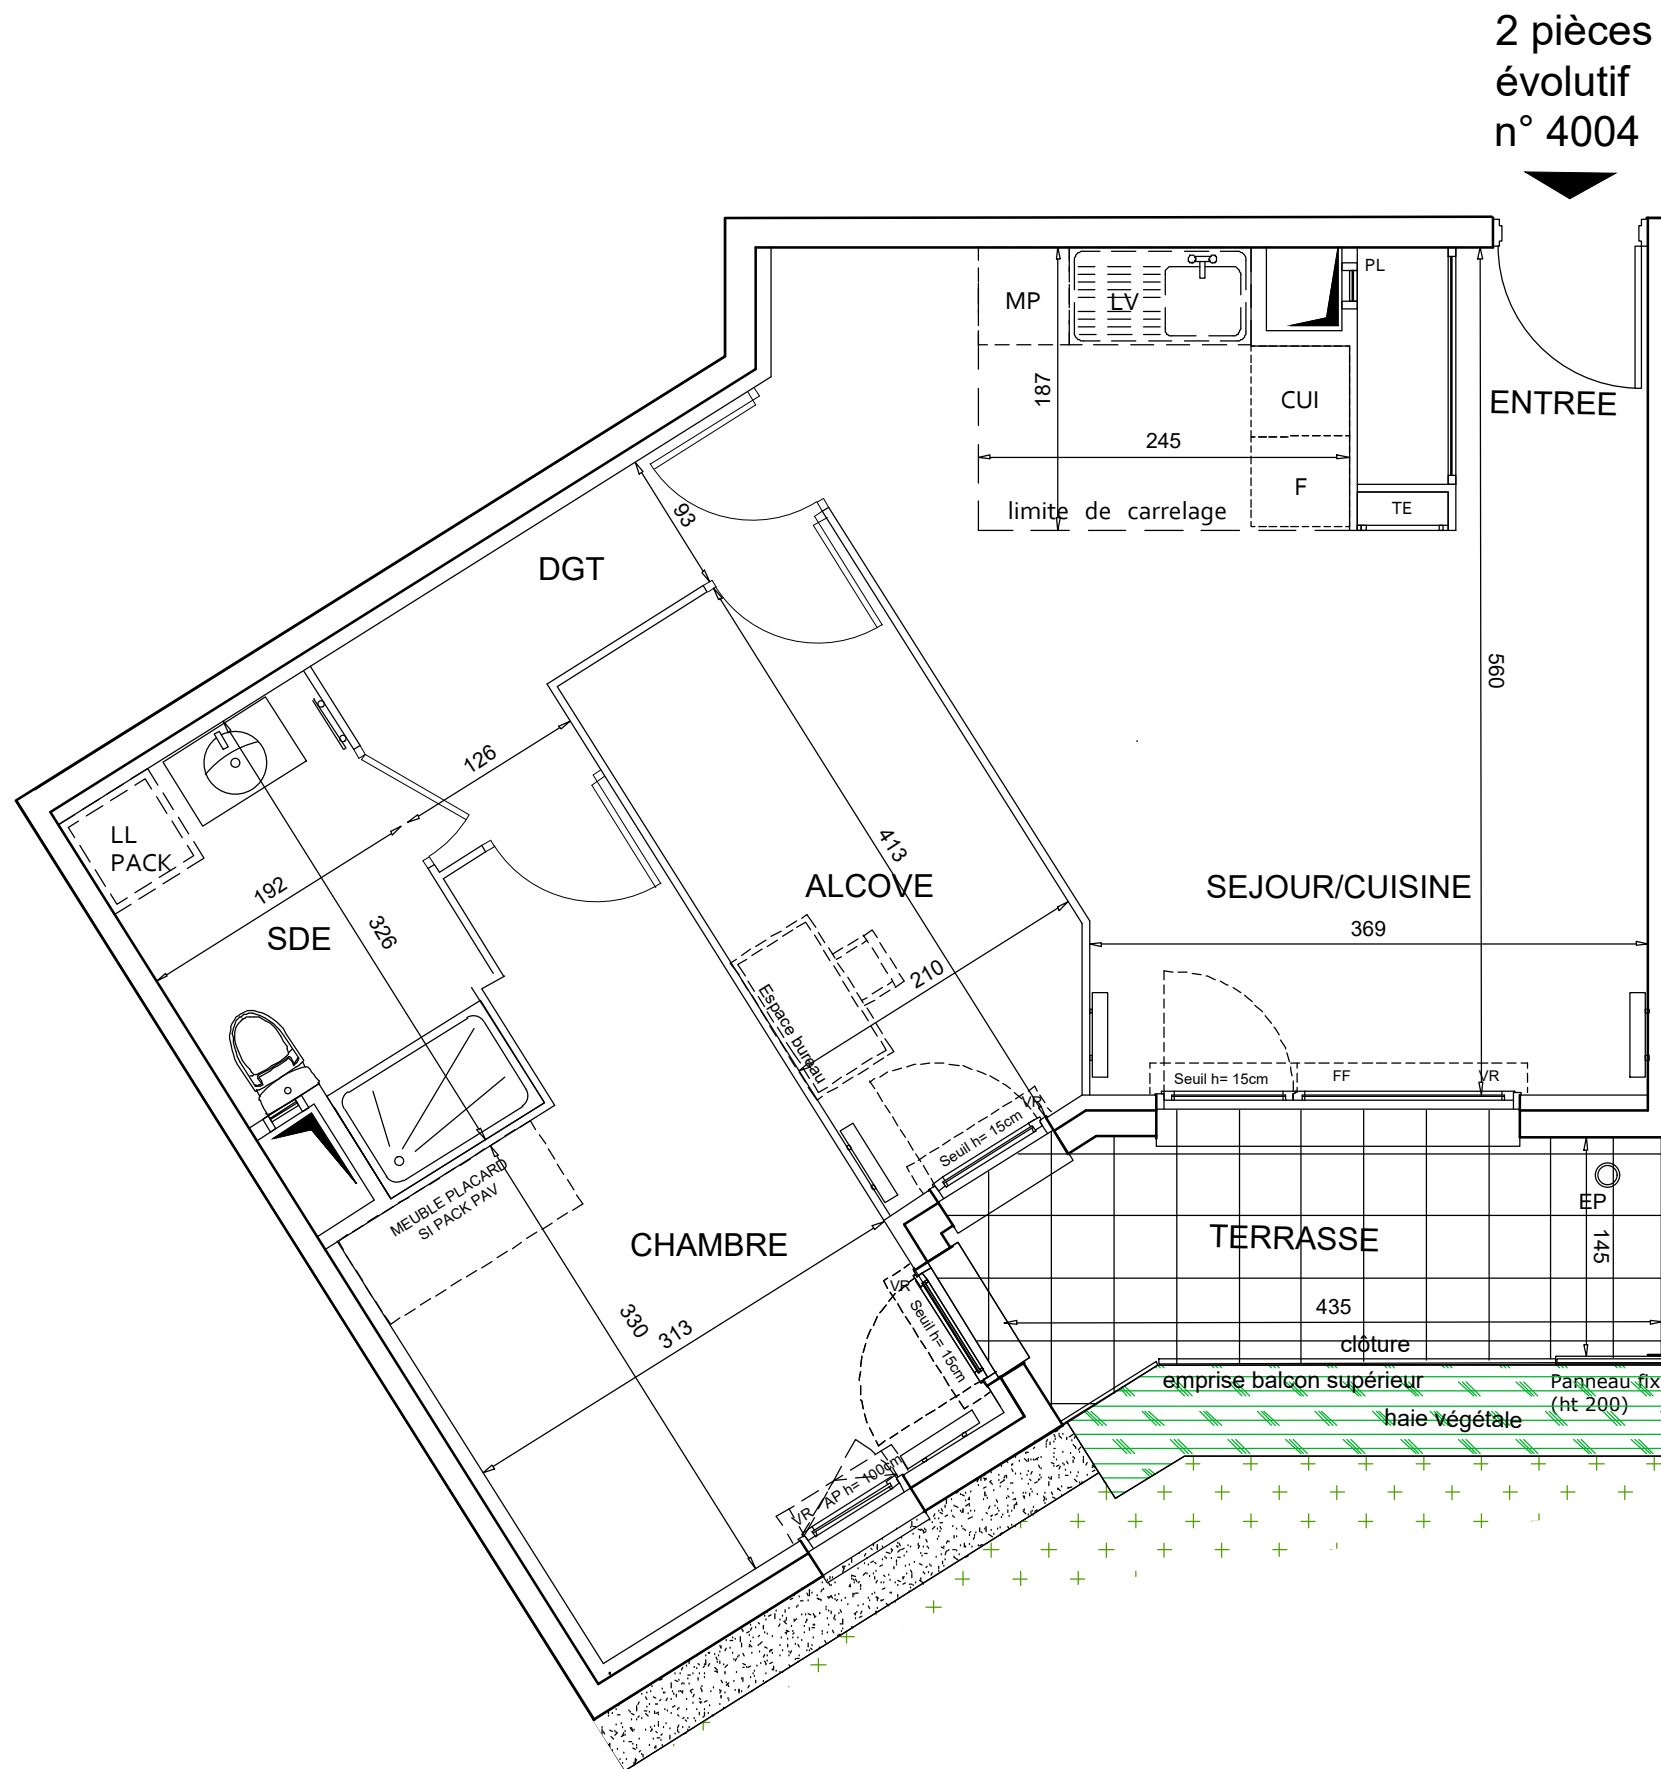 2 pièces
évolutif
n° 4004
PL
MP
LV
187
CUI
ENTREE
245
F
limite de carrelage
TE
93
DGT
560
126
LL
PACK
192
326
SDE
413
ALCOVE
SEJOUR/CUISINE
369
210
Espace bureau
Seuil h= 15cm
FF
VR
VR
Seuil h= 15cm
MEUBLE PLACARD
SI PACK PAV
CHAMBRE
EP
TERRASSE
145
VR
Seuil h= 15cm
330
313
435
clôture
emprise balcon supérieur
Panneau fix
(ht 200)
haie végétale
AP h= 100cm
VR